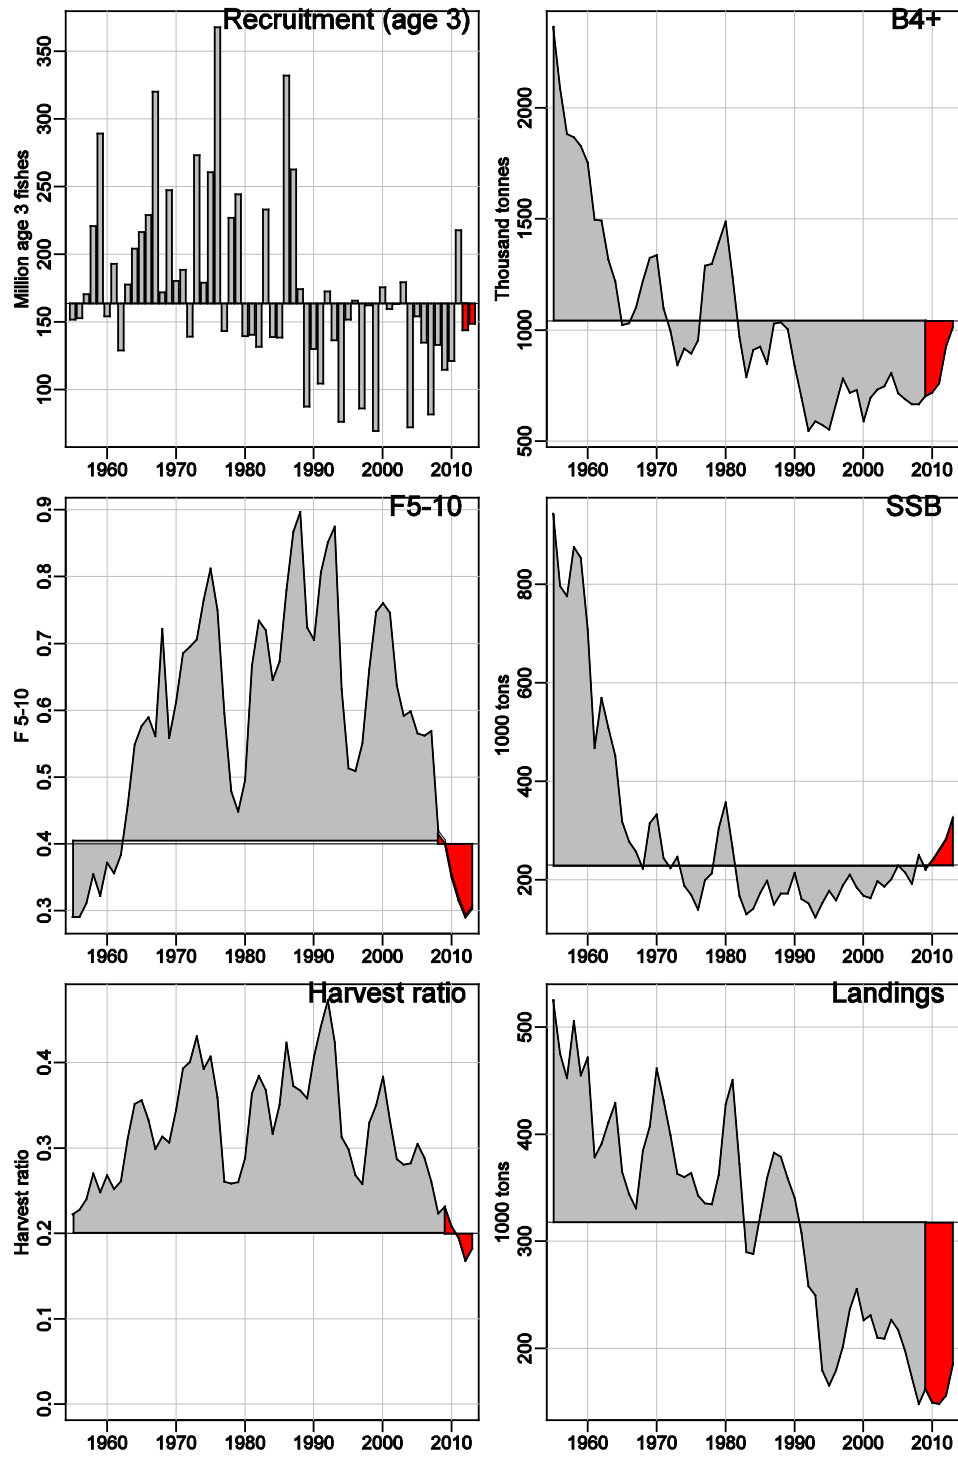 Recruitment (age 3)
Million age 3 fishes
350
300
250
200
150
100
1960 1970 1980 1990 2000 2010
B4+
Thousand tonnes
2000
1500
1000
500
1960 1970 1980 1990 2000 2010
F5-10
F 5-10
0.9
0.8
0.7
0.6
0.5
0.4
0.3
1960 1970 1980 1990 2000 2010
SSB
1000 tons
800
600
400
200
1960 1970 1980 1990 2000 2010
Harvest ratio
Harvest ratio
0.4
0.3
0.2
0.1
0.0
1960 1970 1980 1990 2000 2010
Landings
1000 tons
500
400
300
200
1960 1970 1980 1990 2000 2010